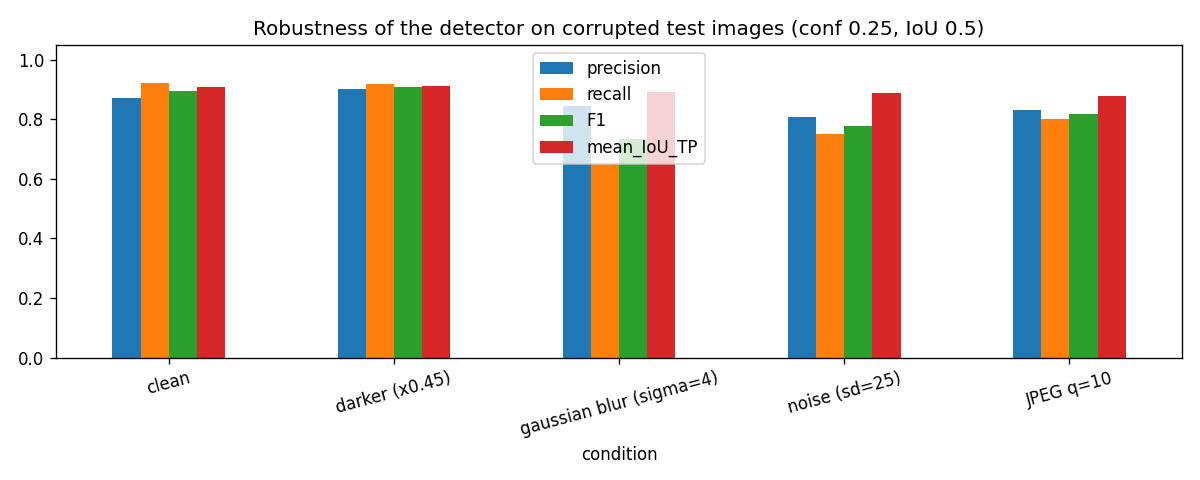 Robustness of the detector on corrupted test images (conf 0.25, IoU 0.5)
1.0
0.8
0.6
0.4
0.2
0.0
precision
recall
F1
mean_IoU_TP
clean
darker (x0.45)
gaussian blur (sigma=4)
noise (sd=25)
JPEG q=10
condition